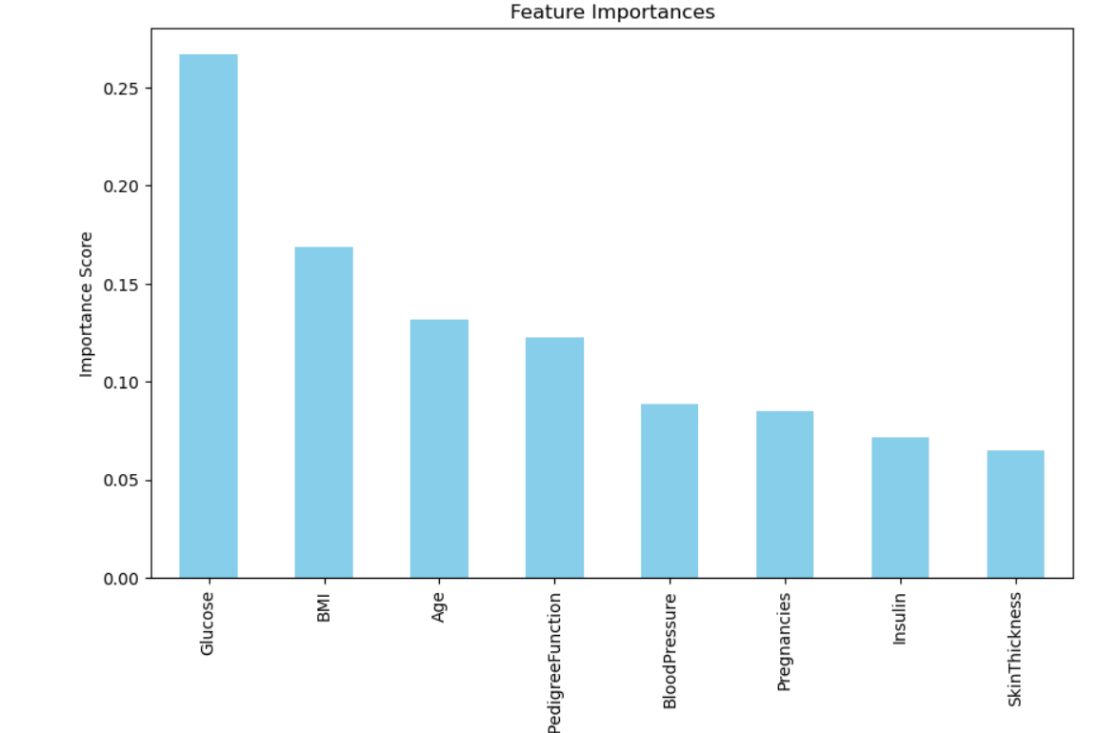 Feature Importances
Importance Score
0.25
0.20
0.15
0.10
0.05
0.00
Glucose
BMI
Age
PedigreeFunction
BloodPressure
Pregnancies
Insulin
SkinThickness